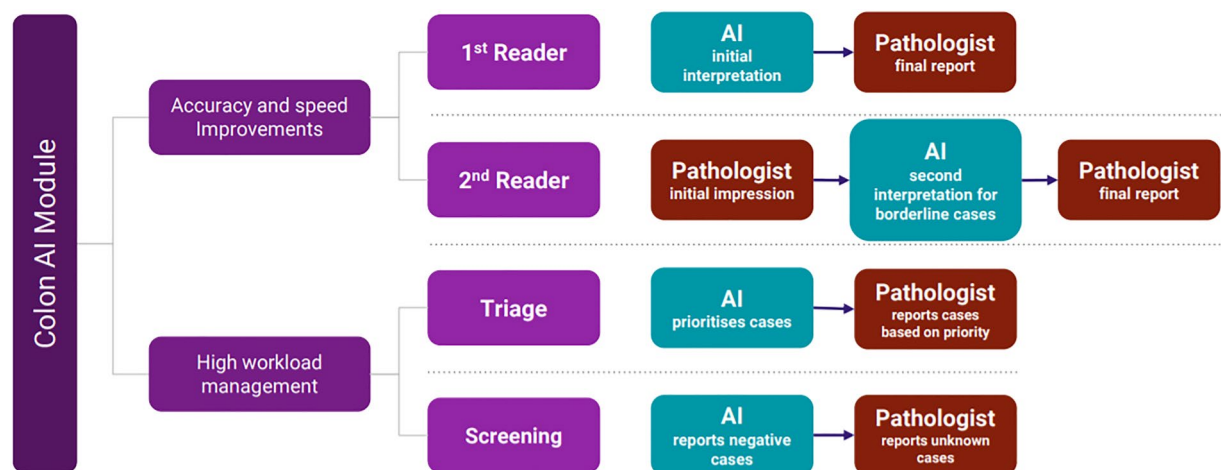 Colon AI Module
Accuracy and speed
Improvements
High workload
management
1st Reader
AI
initial
interpretation
Pathologist
final report
2nd Reader
Pathologist
initial impression
AI
second
interpretation for
borderline cases
Pathologist
final report
Triage
AI
prioritises cases
Pathologist
reports cases
based on priority
Screening
AI
reports negative
cases
Pathologist
reports unknown
cases